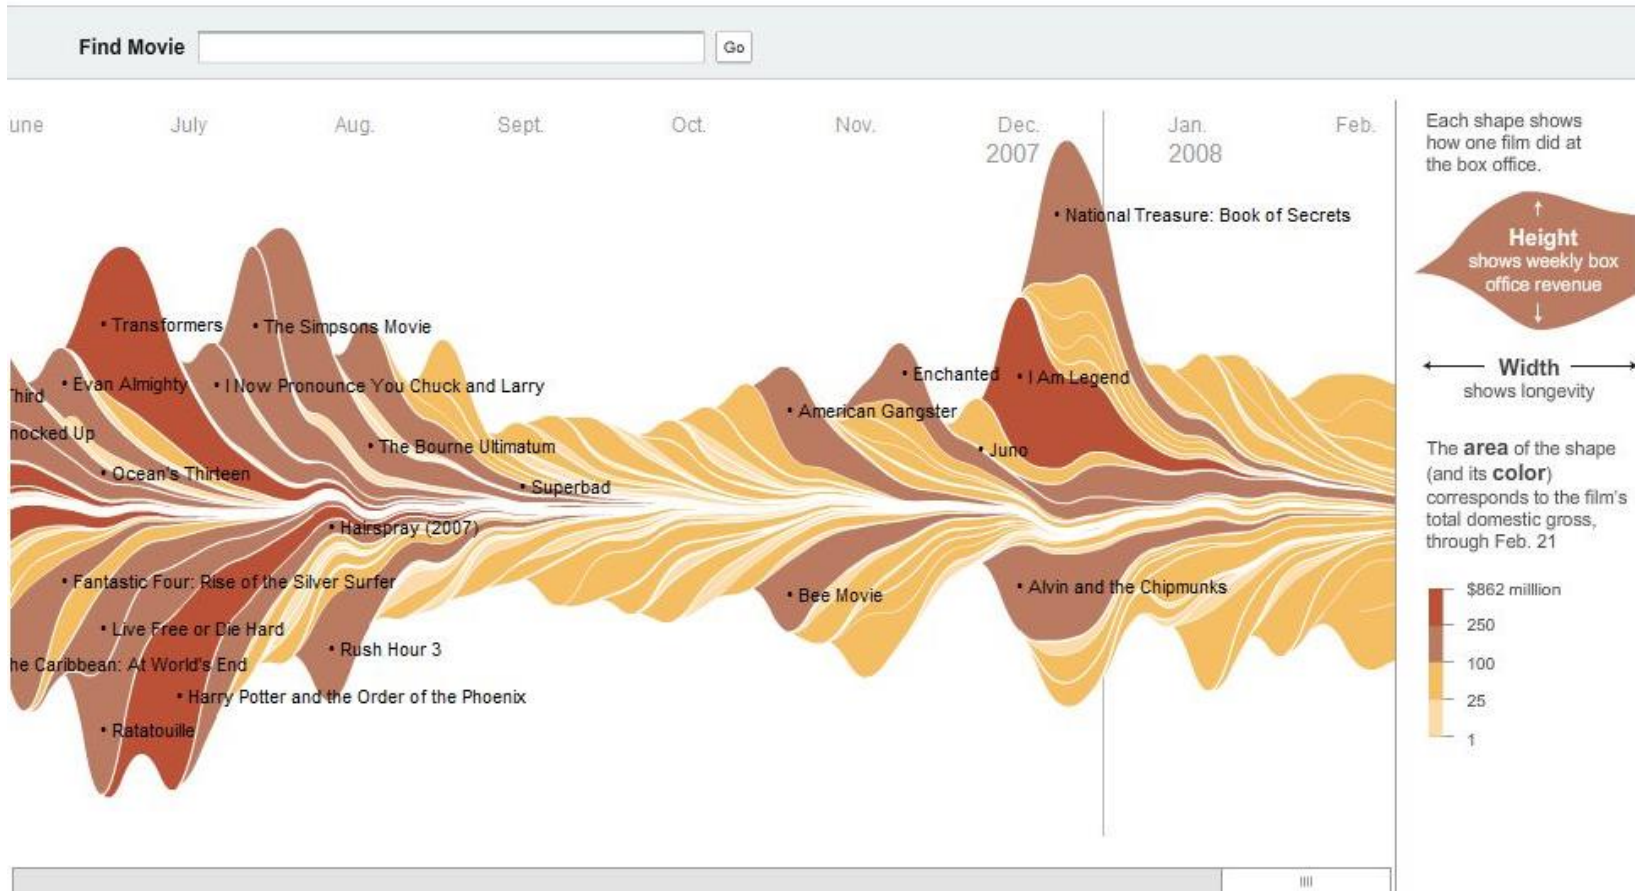 Find Movie
Go
une
July
Aug.
Sept.
Oct.
Nov.
Dec.
2007
Jan.
2008
Feb.
National Treasure: Book of Secrets
Transformers
The Simpsons Movie
Evan Almighty
I Now Pronounce You Chuck and Larry
Enchanted
I Am Legend
Third
American Gangster
nocked Up
The Bourne Ultimatum
Juno
Ocean's Thirteen
Superbad
Hairspray (2007)
Fantastic Four: Rise of the Silver Surfer
Alvin and the Chipmunks
Bee Movie
Live Free or Die Hard
Rush Hour 3
he Caribbean: At World's End
Harry Potter and the Order of the Phoenix
Ratatouille
Each shape shows
how one film did at
the box office.
Height
shows weekly box
office revenue
Width
shows longevity
The area of the shape
(and its color)
corresponds to the film's
total domestic gross,
through Feb. 21
$862 milllion
250
100
25
1